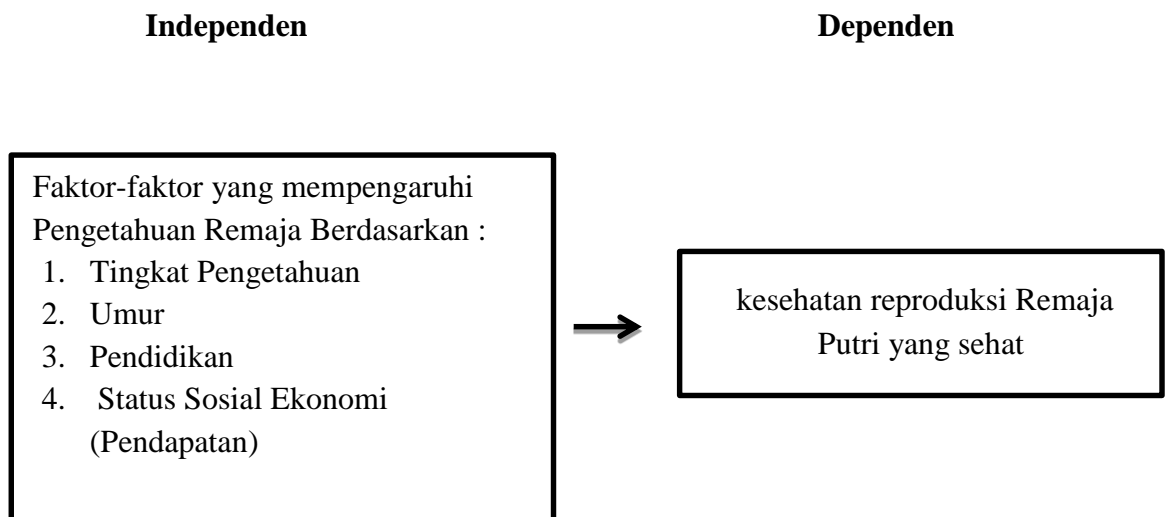 Independen
Dependen
Faktor-faktor yang mempengaruhi
Pengetahuan Remaja Berdasarkan :
1. Tingkat Pengetahuan
2. Umur
3. Pendidikan
4. Status Sosial Ekonomi
(Pendapatan)
kesehatan reproduksi Remaja
Putri yang sehat